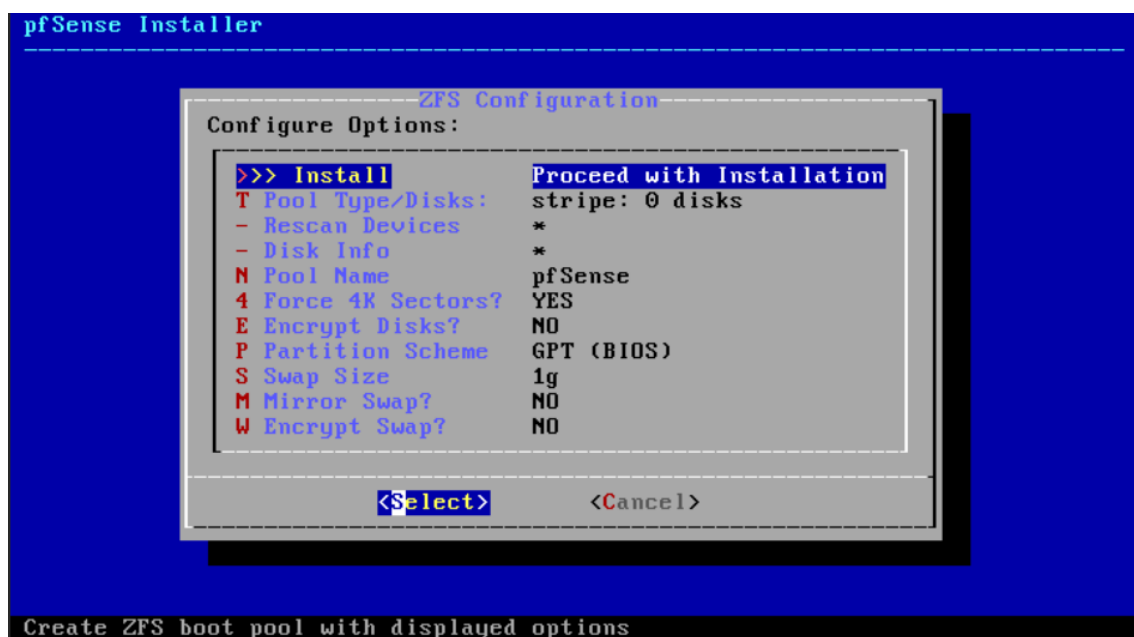 pfSense Installer
ZFS Configuration
Configure Options:
>>> Install Proceed with Installation
T Pool Type/Disks: stripe: 0 disks
- Rescan Devices *
- Disk Info *
N Pool Name pfSense
4 Force 4K Sectors? YES
E Encrypt Disks? NO
P Partition Scheme GPT (BIOS)
S Swap Size 1g
M Mirror Swap? NO
W Encrypt Swap? NO
<Select> <Cancel>
Create ZFS boot pool with displayed options